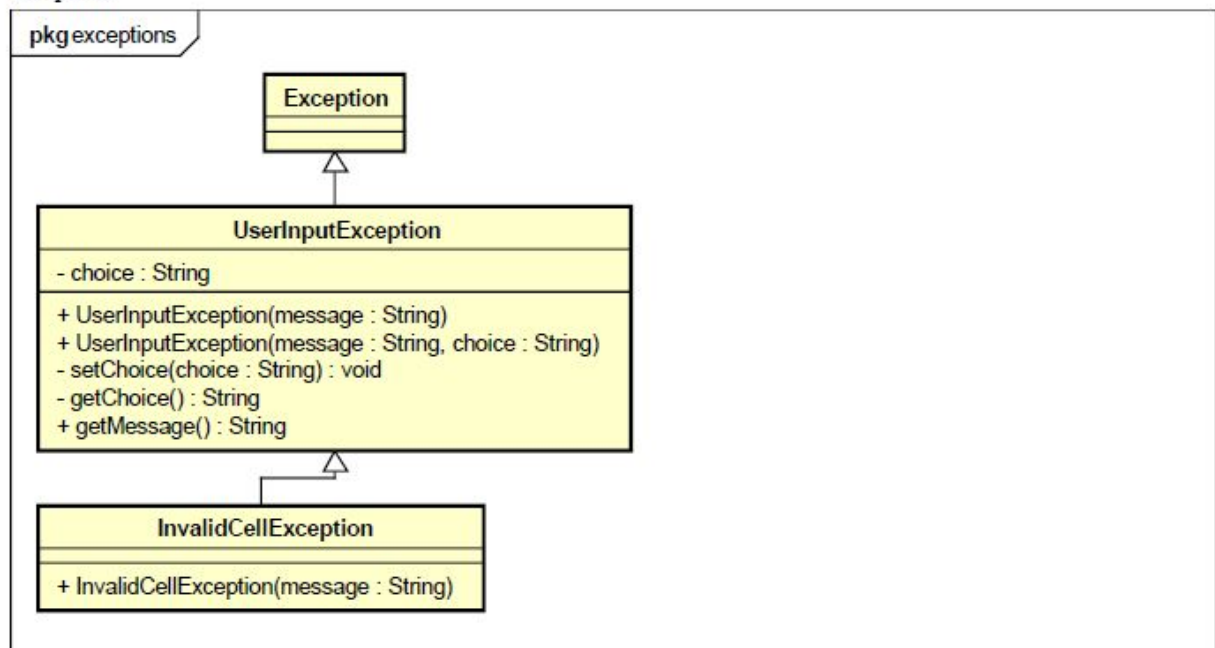 pkg exceptions
Exception
UserInputException
- choice : String
+ UserInputException(message : String)
+ UserInputException(message : String, choice : String)
- setChoice(choice : String) : void
- getChoice() : String
+ getMessage() : String
InvalidCellException
+ InvalidCellException(message : String)